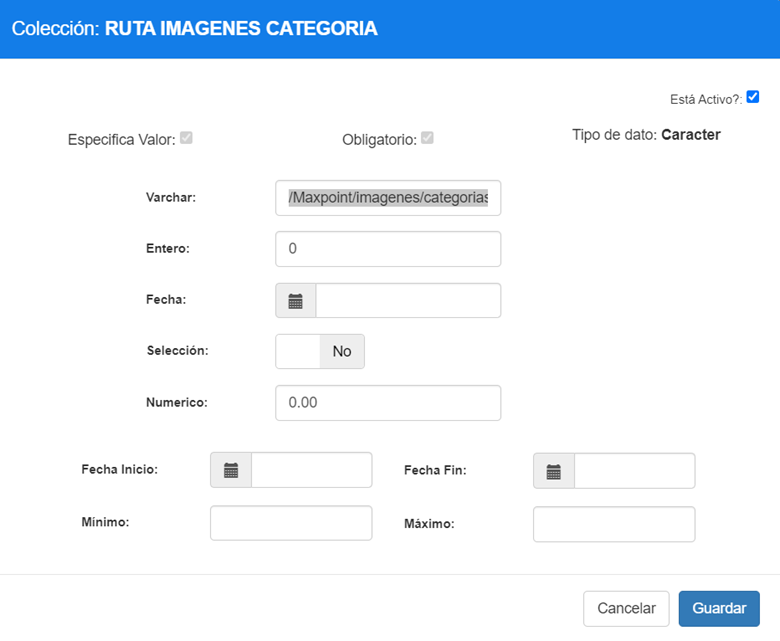 Colección: RUTA IMAGENES CATEGORIA
Está Activo?:
Especifica Valor:
Obligatorio:
Tipo de dato: Caracter
Varchar: /Maxpoint/imagenes/categorias
Entero: 0
Fecha:
Selección: No
Numerico: 0.00
Fecha Inicio:
Fecha Fin:
Mínimo:
Máximo:
Cancelar
Guardar